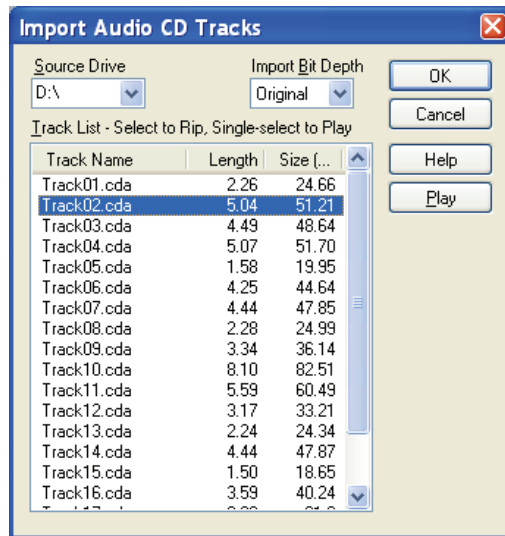 Import Audio CD Tracks
Source Drive
Import Bit Depth
D:\
Original
OK
Cancel
Track List - Select to Rip, Single-select to Play
Help
Play
Track Name Length Size (...
Track01.cda 2.26 24.66
Track02.cda 5.04 51.21
Track03.cda 4.49 48.64
Track04.cda 5.07 51.70
Track05.cda 1.58 19.95
Track06.cda 4.25 44.64
Track07.cda 4.44 47.85
Track08.cda 2.28 24.99
Track09.cda 3.34 36.14
Track10.cda 8.10 82.51
Track11.cda 5.59 60.49
Track12.cda 3.17 33.21
Track13.cda 2.24 24.34
Track14.cda 4.44 47.87
Track15.cda 1.50 18.65
Track16.cda 3.59 40.24